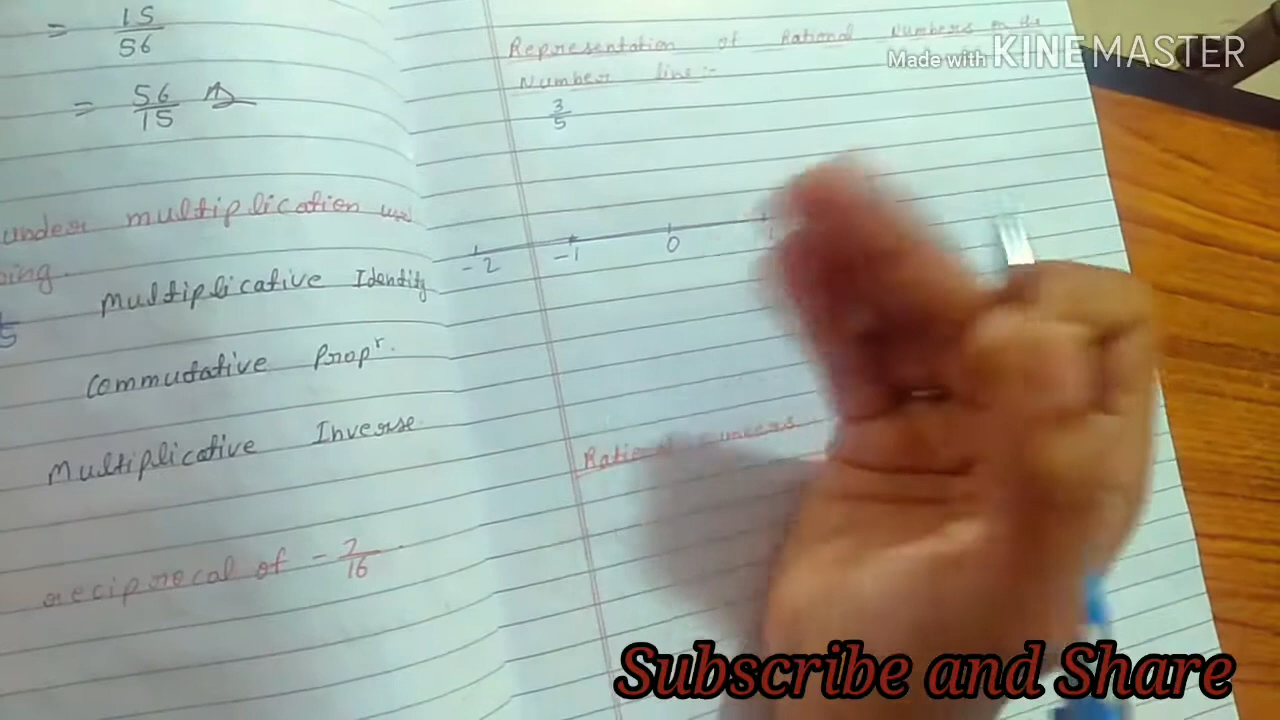 = 15/56
= 56/15
under multiplication
Multiplicative Identity
Commutative Propr.
Multiplicative Inverse
reciprocal of -7/16
Representation of Rational Numbers on the
Number line:-
3/5
-2 -1 0 1
Made with KINEMASTER
Subscribe and Share